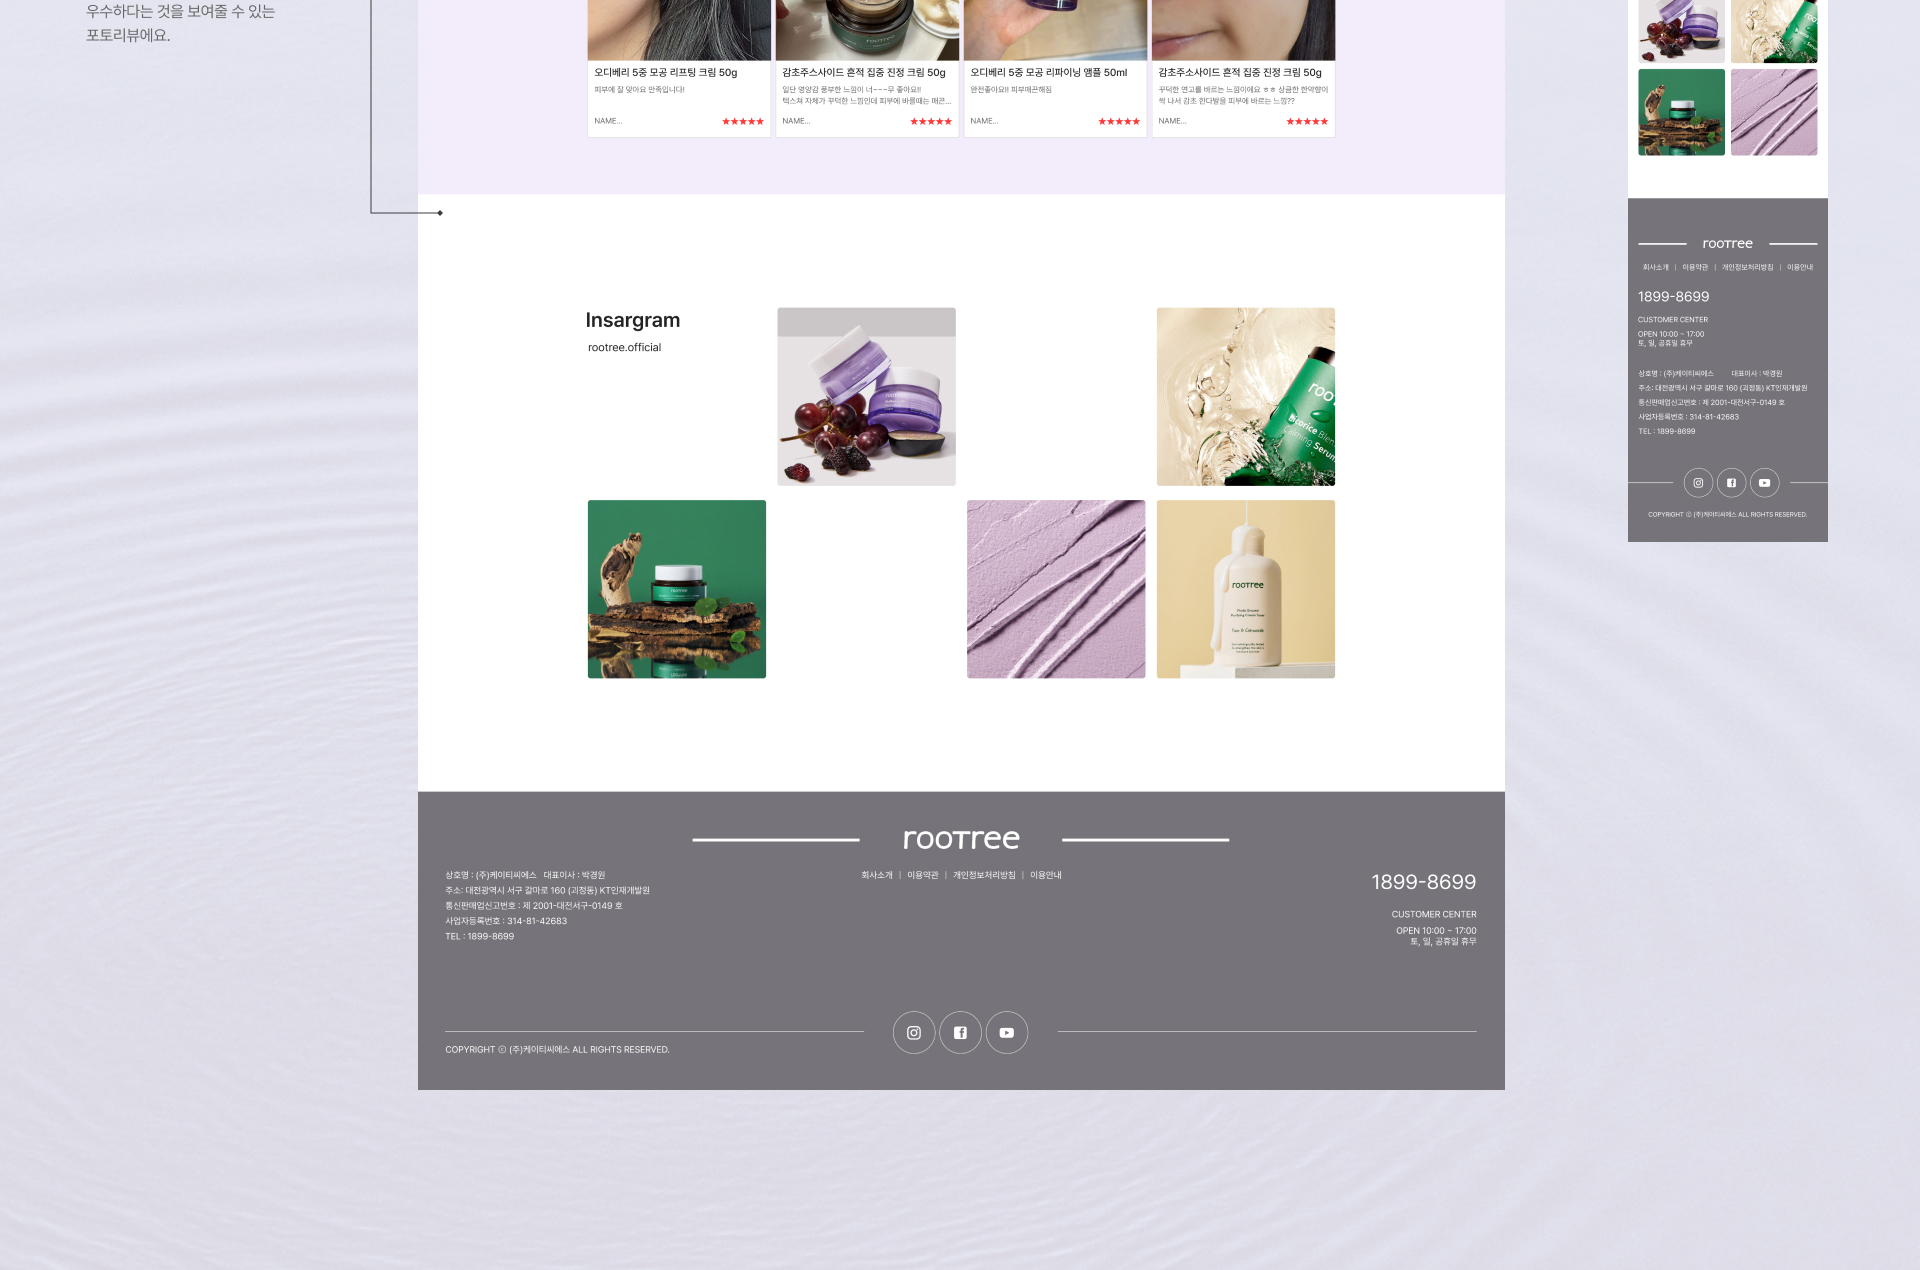 우수하다는 것을 보여줄 수 있는
포토리뷰에요.
오디베리 5중 모공 리프팅 크림 50g
피부에 잘 맞아요 만족입니다!
NAME...
★★★★★
감초주스사이드 흔적 집중 진정 크림 50g
일단 영양감 풍부한 느낌이 너~~~무 좋아요!!
텍스쳐 자체가 꾸덕한 느낌인데 피부에 바를때는 매끈...
NAME...
★★★★★
오디베리 5중 모공 리파이닝 앰플 50ml
완전좋아요!! 피부매끈해짐
NAME...
★★★★★
감초주소사이드 흔적 집중 진정 크림 50g
꾸덕한 연고를 바르는 느낌이에요 ㅎㅎ 상큼한 한약향이
싹 나서 감초 한다발을 피부에 바르는 느낌??
NAME...
★★★★★
Insargram
rootree.official
rooTree
Licorice Blen
Calming Serum
rooTree
rooTree
rooTree
상호명 : (주)케이티씨에스 대표이사 : 박경원
주소: 대전광역시 서구 갈마로 160 (괴정동) KT인재개발원
통신판매업신고번호 : 제 2001-대전서구-0149 호
사업자등록번호 : 314-81-42683
TEL : 1899-8699
회사소개 | 이용약관 | 개인정보처리방침 | 이용안내
1899-8699
CUSTOMER CENTER
OPEN 10:00 ~ 17:00
토, 일, 공휴일 휴무
COPYRIGHT ⓒ (주)케이티씨에스 ALL RIGHTS RESERVED.
rooTree
회사소개 | 이용약관 | 개인정보처리방침 | 이용안내
1899-8699
CUSTOMER CENTER
OPEN 10:00 ~ 17:00
토, 일, 공휴일 휴무
상호명 : (주)케이티씨에스 대표이사 : 박경원
주소: 대전광역시 서구 갈마로 160 (괴정동) KT인재개발원
통신판매업신고번호 : 제 2001-대전서구-0149 호
사업자등록번호 : 314-81-42683
TEL : 1899-8699
COPYRIGHT ⓒ (주)케이티씨에스 ALL RIGHTS RESERVED.